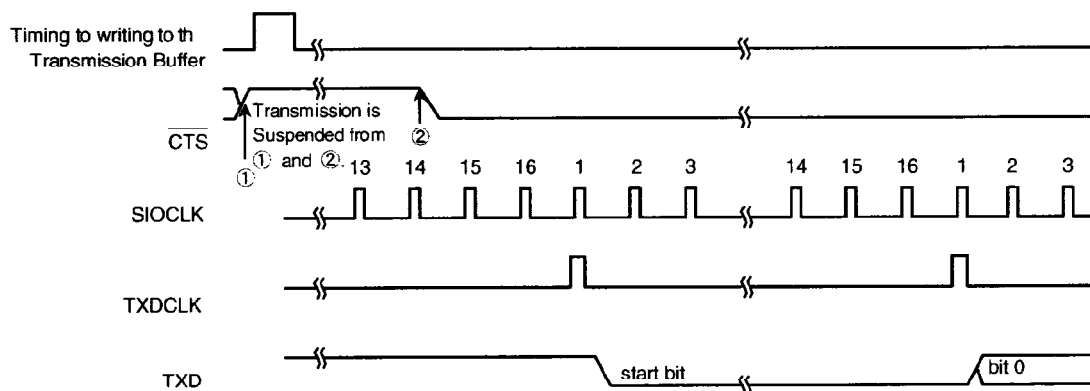 Timing to writing to th
Transmission Buffer
CTS
Transmission is
Suspended from
① and ②.
①
②
13 14 15 16 1 2 3 14 15 16 1 2 3
SIOCLK
TXDCLK
TXD
start bit
bit 0